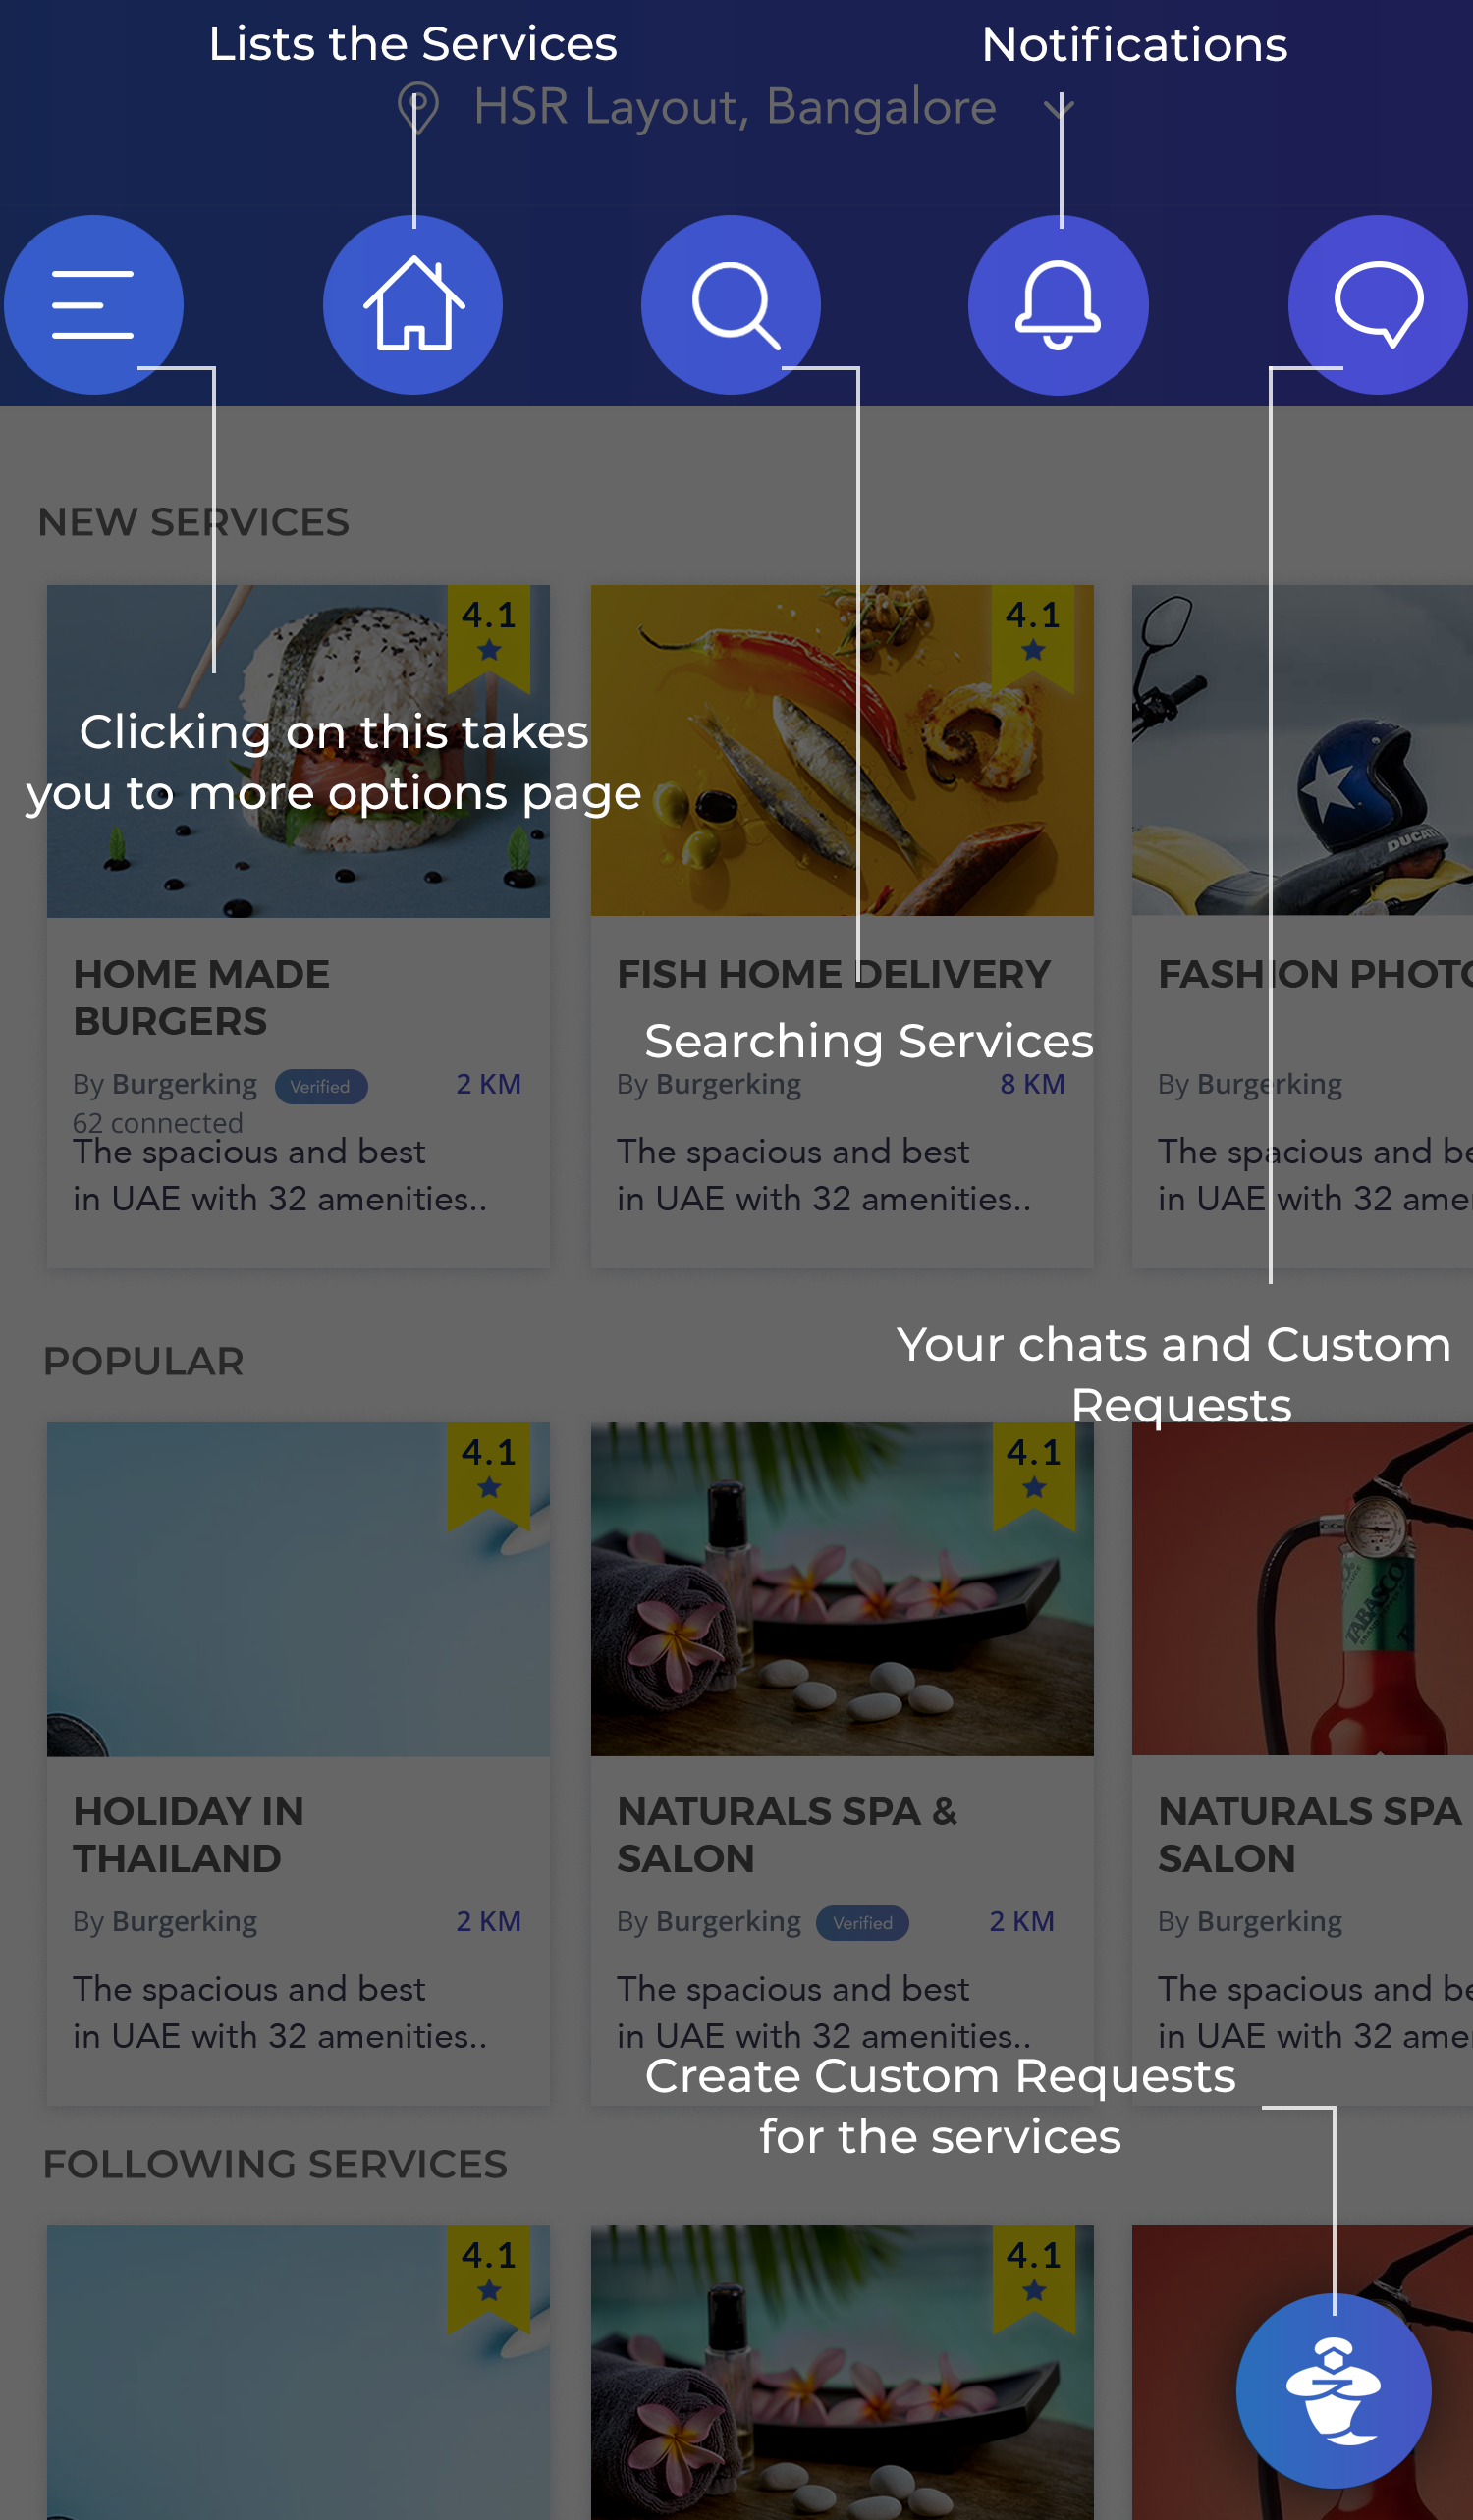 Lists the Services
Notifications
HSR Layout, Bangalore
NEW SERVICES
4.1
4.1
Clicking on this takes
you to more options page
DUCATI
HOME MADE
BURGERS
By Burgerking Verified 2 KM
62 connected
The spacious and best
in UAE with 32 amenities..
FISH HOME DELIVERY
Searching Services
By Burgerking 8 KM
The spacious and best
in UAE with 32 amenities..
FASHION PHOTO
By Burgerking
The spacious and be
in UAE with 32 ame
Your chats and Custom
Requests
POPULAR
4.1
4.1
TABASCO
HOLIDAY IN
THAILAND
By Burgerking 2 KM
The spacious and best
in UAE with 32 amenities..
NATURALS SPA &
SALON
By Burgerking Verified 2 KM
The spacious and best
in UAE with 32 amenities..
NATURALS SPA
SALON
By Burgerking
The spacious and be
in UAE with 32 ame
Create Custom Requests
for the services
FOLLOWING SERVICES
4.1
4.1